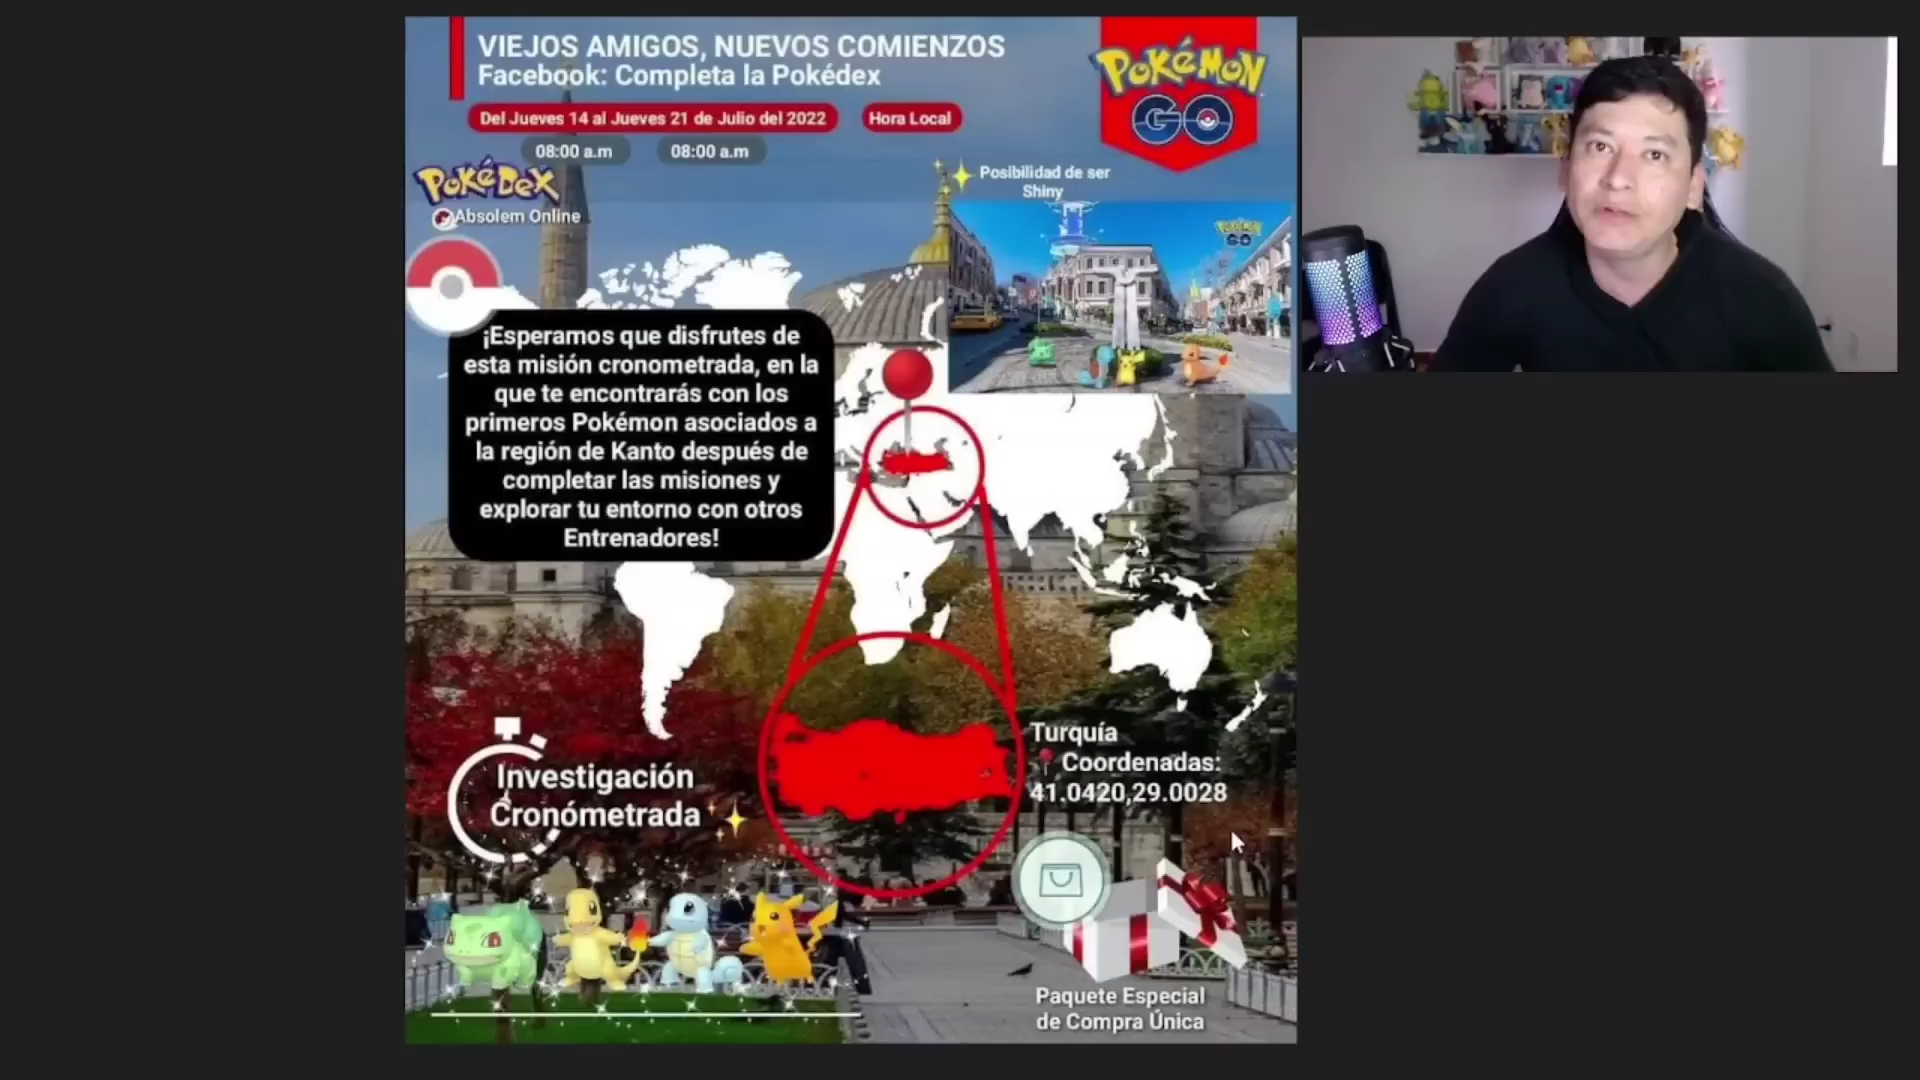 VIEJOS AMIGOS, NUEVOS COMIENZOS
Facebook: Completa la Pokédex
Del Jueves 14 al Jueves 21 de Julio del 2022
Hora Local
08:00 a.m
08:00 a.m
POKéMON
GO
POKéDEX
Absolem Online
Posibilidad de ser
Shiny
POKéMON
GO
¡Esperamos que disfrutes de
esta misión cronometrada, en la
que te encontrarás con los
primeros Pokémon asociados a
la región de Kanto después de
completar las misiones y
explorar tu entorno con otros
Entrenadores!
Turquía
Coordenadas:
41.0420,29.0028
Investigación
Cronómetrada
Paquete Especial
de Compra Única